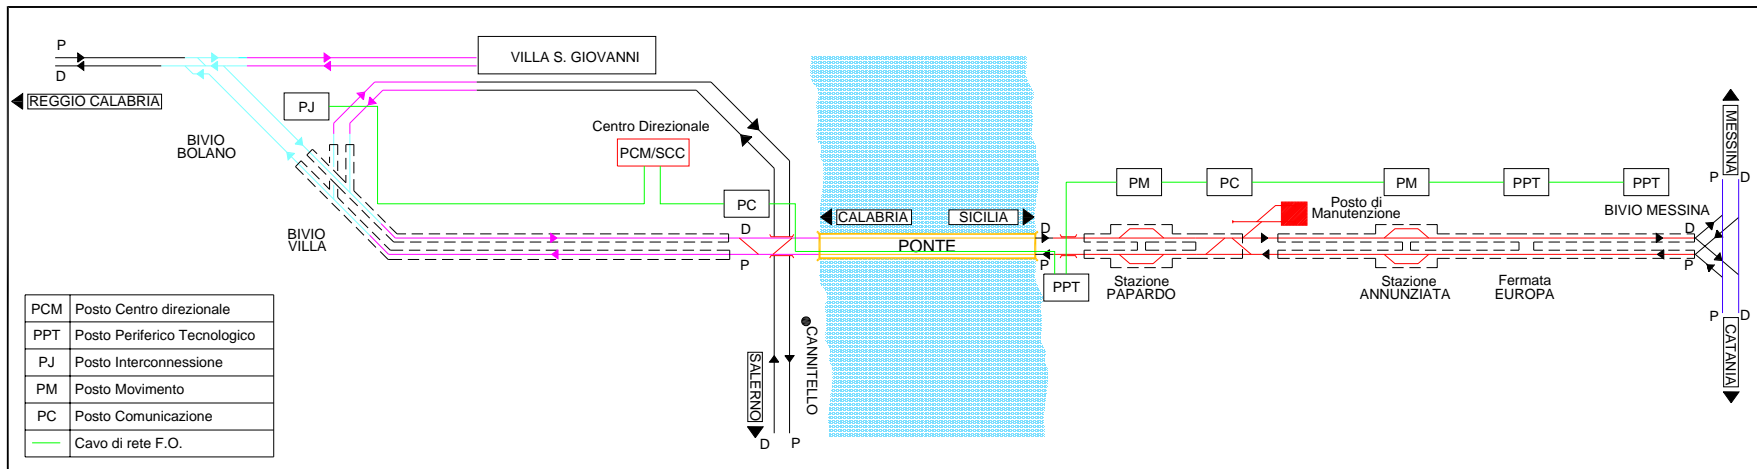 P
D
REGGIO CALABRIA
VILLA S. GIOVANNI
PJ
BIVIO
BOLANO
BIVIO
VILLA
Centro Direzionale
PCM/SCC
PC
D
P
SALERNO
CANNITELLO
D
P
CALABRIA
SICILIA
PONTE
D
P
PPT
PM
PC
PM
PPT
PPT
Stazione
PAPARDO
Posto di
Manutenzione
Stazione
ANNUNZIATA
Fermata
EUROPA
BIVIO MESSINA
D
P
MESSINA
P
D
P
D
CATANIA
PCM Posto Centro direzionale
PPT Posto Periferico Tecnologico
PJ Posto Interconnessione
PM Posto Movimento
PC Posto Comunicazione
Cavo di rete F.O.